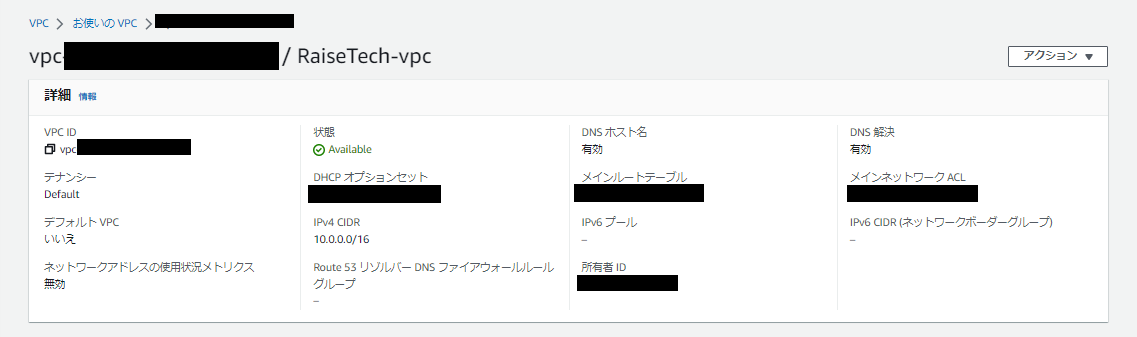 VPC > お使いの VPC >
vpc- / RaiseTech-vpc
アクション ▼
詳細 情報
VPC ID
vpc
状態
Available
DNS ホスト名
有効
DNS 解決
有効
テナンシー
Default
DHCP オプションセット
メインルートテーブル
メインネットワーク ACL
デフォルト VPC
いいえ
IPv4 CIDR
10.0.0.0/16
IPv6 プール
–
IPv6 CIDR (ネットワークボーダーグループ)
–
ネットワークアドレスの使用状況メトリクス
無効
Route 53 リゾルバー DNS ファイアウォールルール
グループ
–
所有者 ID